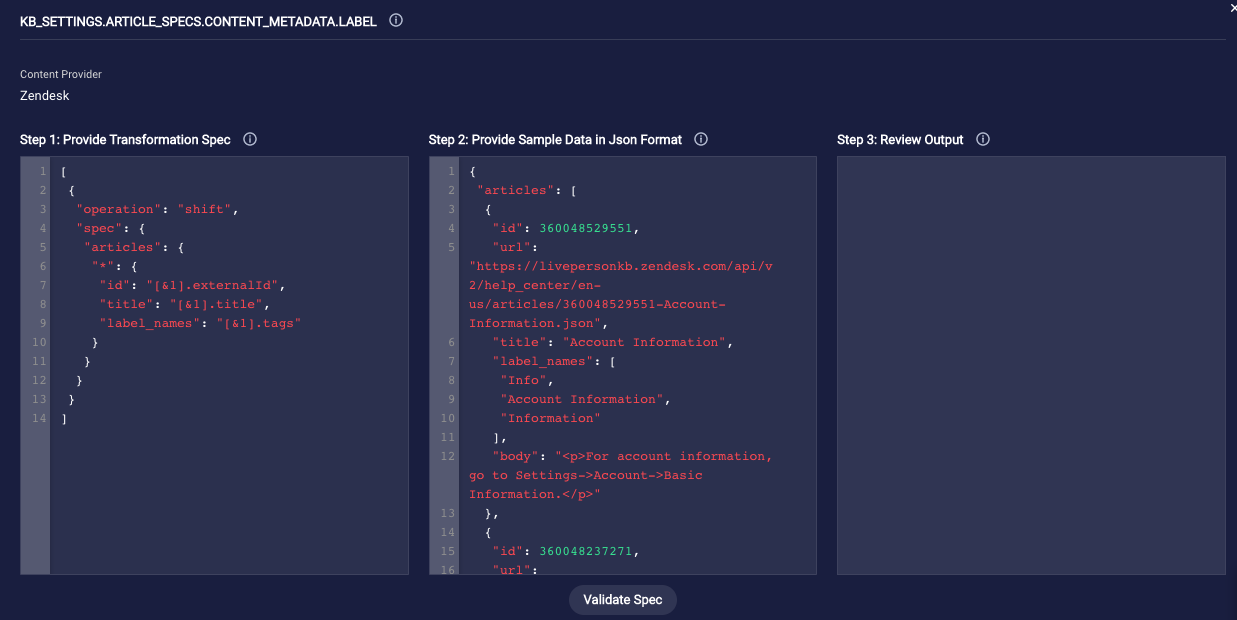 KB_SETTINGS.ARTICLE_SPECS.CONTENT_METADATA.LABEL
Content Provider
Zendesk
Step 1: Provide Transformation Spec
1 [
2 {
3 "operation": "shift",
4 "spec": {
5 "articles": {
6 "*": {
7 "id": "[&1].externalId",
8 "title": "[&1].title",
9 "label_names": "[&1].tags"
10 }
11 }
12 }
13 }
14 ]
Step 2: Provide Sample Data in Json Format
1 {
2 "articles": [
3 {
4 "id": 360048529551,
5 "url":
"https://livepersonkb.zendesk.com/api/v
2/help_center/en-
us/articles/360048529551-Account-
Information.json",
6 "title": "Account Information",
7 "label_names": [
8 "Info",
9 "Account Information",
10 "Information"
11 ],
12 "body": "<p>For account information,
go to Settings->Account->Basic
Information.</p>"
13 },
14 {
15 "id": 360048237271,
16 "url":
Step 3: Review Output
Validate Spec